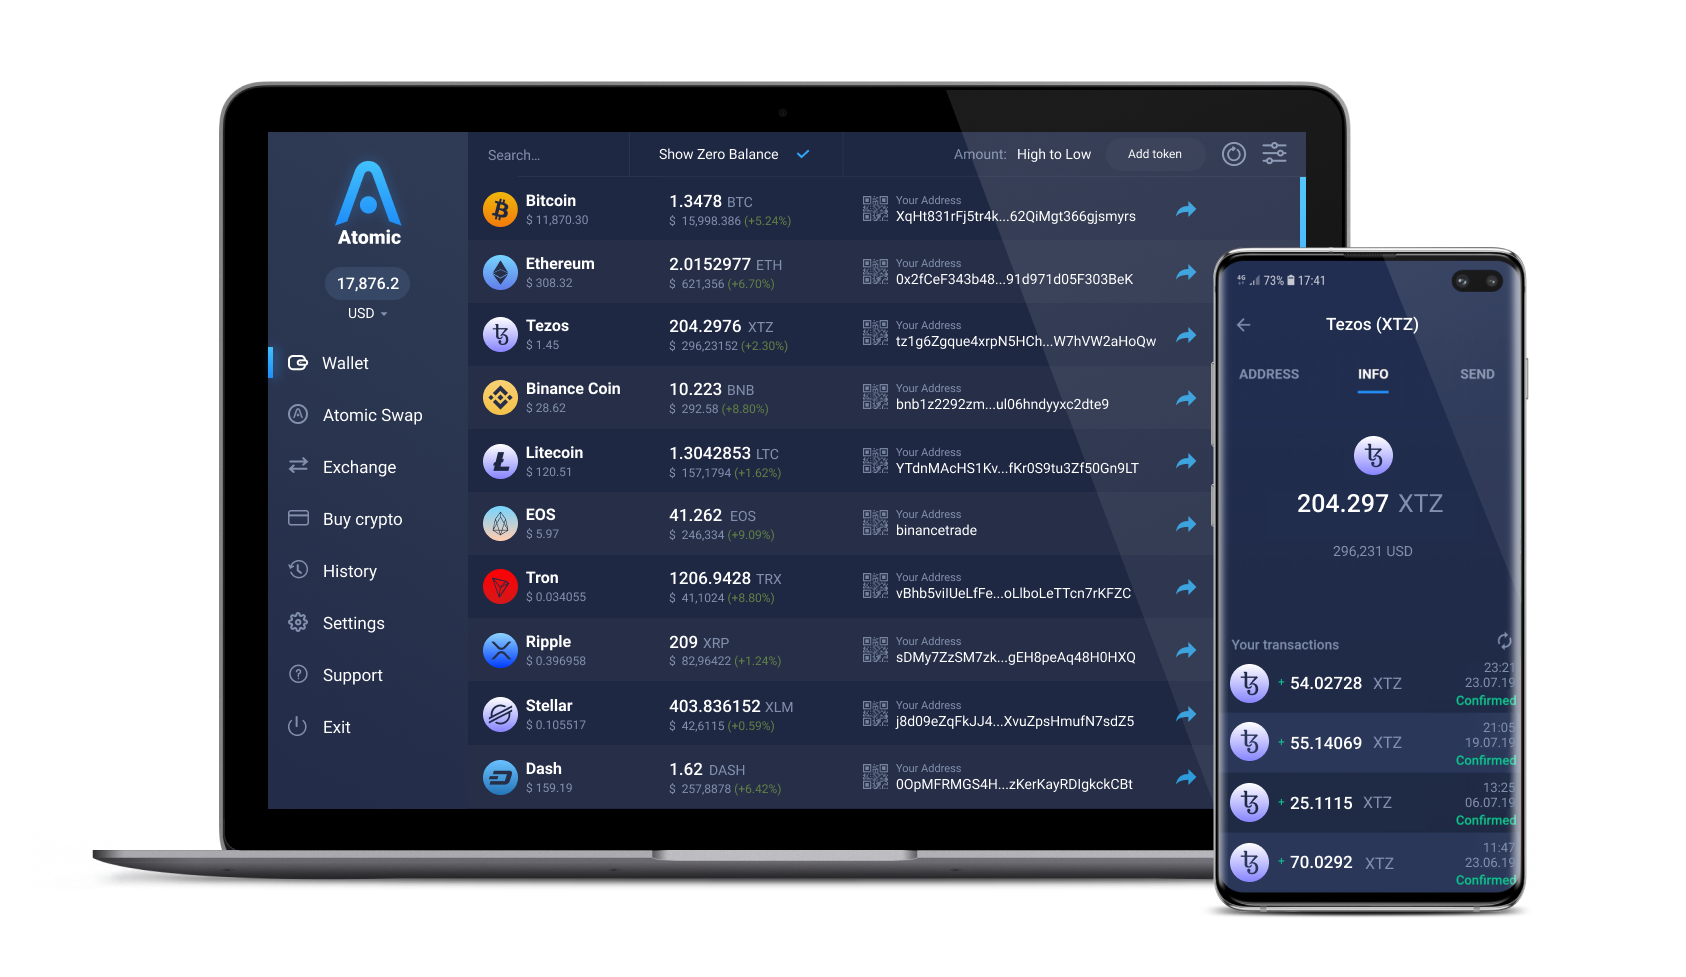 Search...
Show Zero Balance
Amount: High to Low
Add token
Atomic
17,876.2
USD
Wallet
Atomic Swap
Exchange
Buy crypto
History
Settings
Support
Exit
Bitcoin
$ 11,870.30
1.3478 BTC
$ 15,998.386 (+5.24%)
Your Address
XqHt831rFj5tr4k...62QiMgt366gjsmyrs
Ethereum
$ 308.32
2.0152977 ETH
$ 621,356 (+6.70%)
Your Address
0x2fCeF343b48...91d971d05F303BeK
Tezos
$ 1.45
204.2976 XTZ
$ 296,23152 (+2.30%)
Your Address
tz1g6Zgque4xrpN5HCh...W7hVW2aHoQw
Binance Coin
$ 28.62
10.223 BNB
$ 292.58 (+8.80%)
Your Address
bnb1z2292zm...ul06hndyyxc2dte9
Litecoin
$ 120.51
1.3042853 LTC
$ 157,1794 (+1.62%)
Your Address
YTdnMAcHS1Kv...fKr0S9tu3Zf50Gn9LT
EOS
$ 5.97
41.262 EOS
$ 246,334 (+9.09%)
Your Address
binancetrade
Tron
$ 0.034055
1206.9428 TRX
$ 41,1024 (+8.80%)
Your Address
vBhb5viIUeLfFe...oLIboLeTTcn7rKFZC
Ripple
$ 0.396958
209 XRP
$ 82,96422 (+1.24%)
Your Address
sDMy7ZzSM7zk...gEH8peAq48H0HXQ
Stellar
$ 0.105517
403.836152 XLM
$ 42,6115 (+0.59%)
Your Address
j8d09eZqFkJJ4...XvuZpsHmufN7sdZ5
Dash
$ 159.19
1.62 DASH
$ 257,8878 (+6.42%)
Your Address
0OpMFRMGS4H...zKerKayRDIgkckCBt
4G 73% 17:41
Tezos (XTZ)
ADDRESS
INFO
SEND
204.297 XTZ
296,231 USD
Your transactions
+ 54.02728 XTZ
23:21
23.07.19
Confirmed
+ 55.14069 XTZ
21:05
19.07.19
Confirmed
+ 25.1115 XTZ
13:25
06.07.19
Confirmed
+ 70.0292 XTZ
11:47
23.06.19
Confirmed